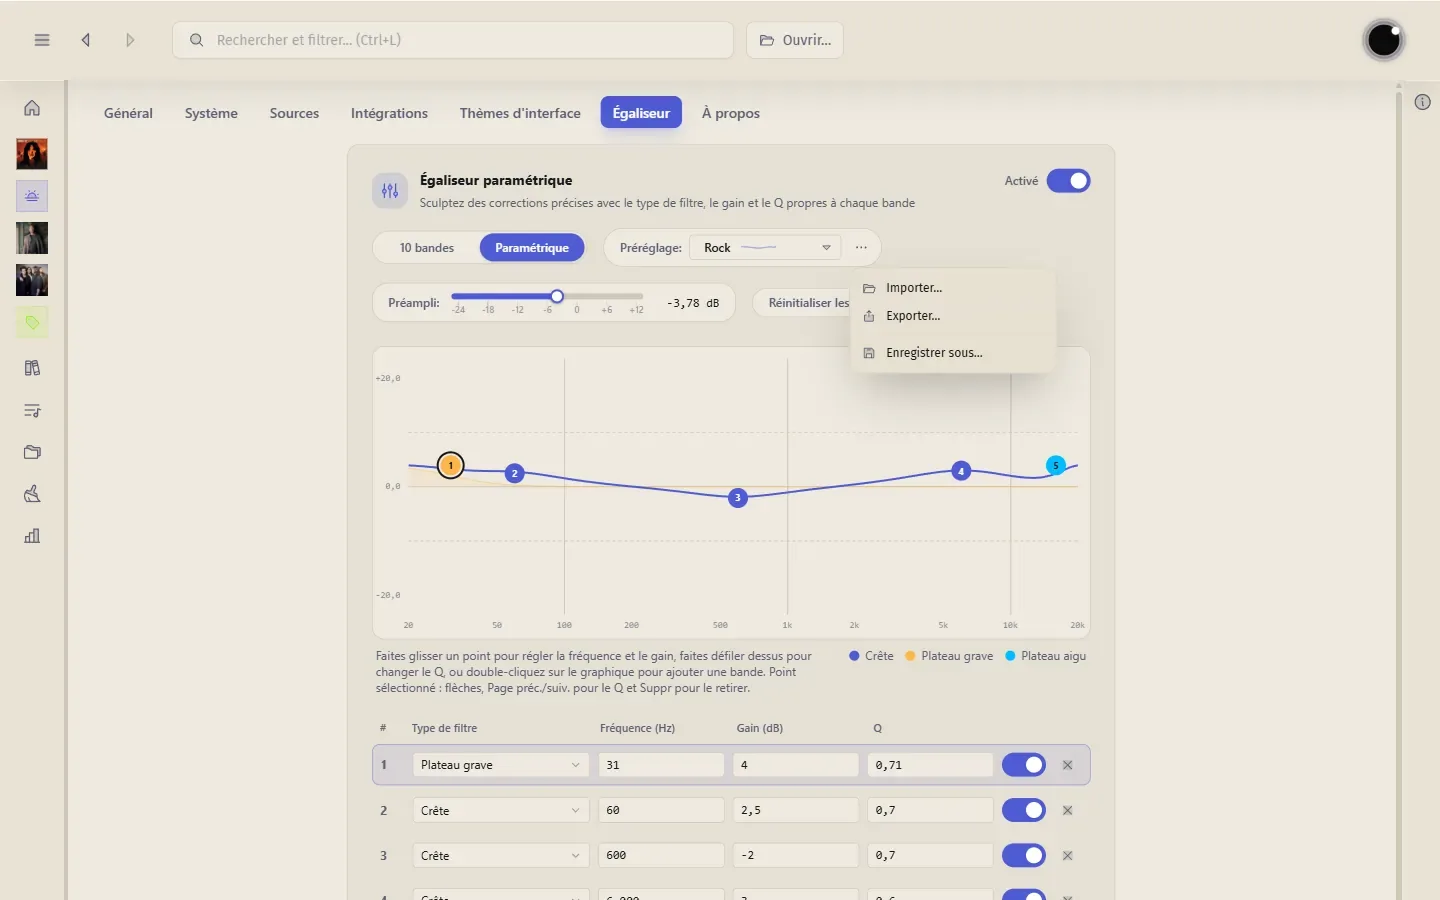 Rechercher et filtrer... (Ctrl+L)
Ouvrir...
Général Système Sources Intégrations Thèmes d'interface Égaliseur À propos
Égaliseur paramétrique
Sculptez des corrections précises avec le type de filtre, le gain et le Q propres à chaque bande
Activé
10 bandes Paramétrique Préréglage: Rock ...
Importer...
Exporter...
Enregistrer sous...
Préampli: -3,78 dB
-24 -18 -12 -6 0 +6 +12
Réinitialiser les
+20,0
0,0
-20,0
1 2 3 4 5
20 50 100 200 500 1k 2k 5k 10k 20k
Faites glisser un point pour régler la fréquence et le gain, faites défiler dessus pour
changer le Q, ou double-cliquez sur le graphique pour ajouter une bande. Point
sélectionné : flèches, Page préc./suiv. pour le Q et Suppr pour le retirer.
Crête Plateau grave Plateau aigu
# Type de filtre Fréquence (Hz) Gain (dB) Q
1 Plateau grave 31 4 0,71
2 Crête 60 2,5 0,7
3 Crête 600 -2 0,7